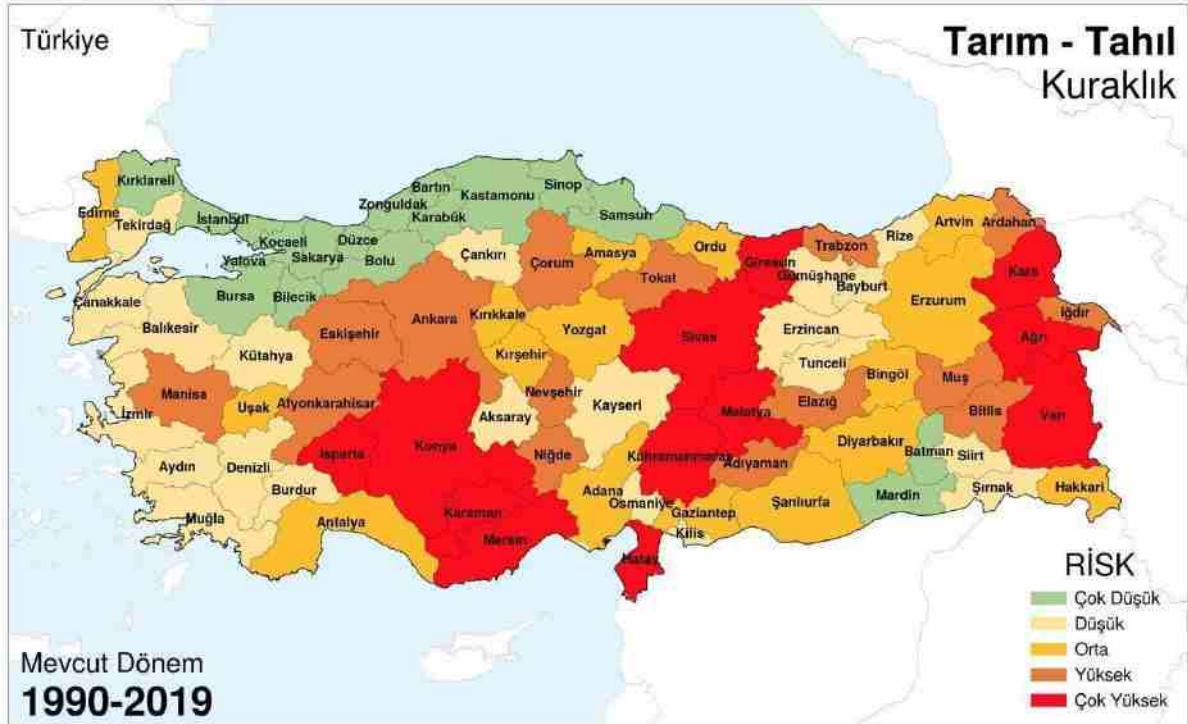 Türkiye
Tarım - Tahıl
Kuraklık
Kırklareli
Edirne
Tekirdağ
İstanbul
Kocaeli
Yalova
Sakarya
Düzce
Bolu
Bursa
Bilecik
Zonguldak
Bartın
Karabük
Kastamonu
Sinop
Samsun
Çankırı
Çorum
Amasya
Tokat
Ordu
Giresun
Gümüşhane
Trabzon
Bayburt
Rize
Artvin
Ardahan
Kars
Iğdır
Ağrı
Erzurum
Çanakkale
Balıkesir
Kütahya
Eskişehir
Ankara
Kırıkkale
Kırşehir
Yozgat
Sivas
Erzincan
Tunceli
Bingöl
Muş
Bitlis
Van
Manisa
İzmir
Uşak
Afyonkarahisar
Konya
Aksaray
Nevşehir
Kayseri
Malatya
Elazığ
Diyarbakır
Batman
Siirt
Aydın
Denizli
Burdur
Isparta
Niğde
Kahramanmaraş
Adıyaman
Şanlıurfa
Mardin
Şırnak
Hakkari
Muğla
Antalya
Karaman
Mersin
Adana
Osmaniye
Gaziantep
Kilis
Hatay
RİSK
Çok Düşük
Düşük
Orta
Yüksek
Çok Yüksek
Mevcut Dönem
1990-2019